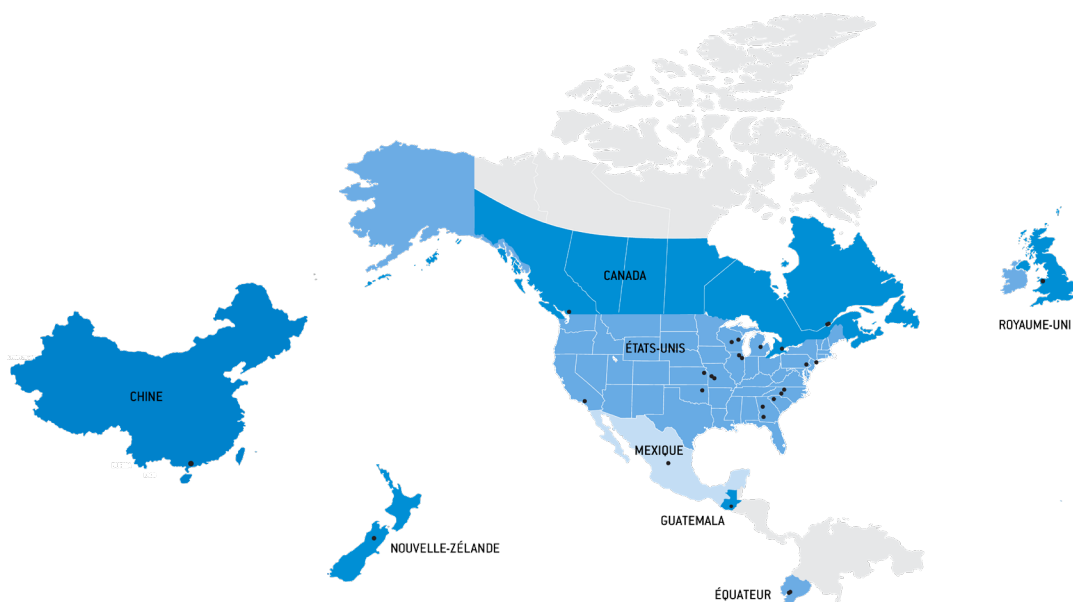 CANADA
ROYAUME-UNI
ÉTATS-UNIS
CHINE
MEXIQUE
GUATEMALA
NOUVELLE-ZÉLANDE
ÉQUATEUR